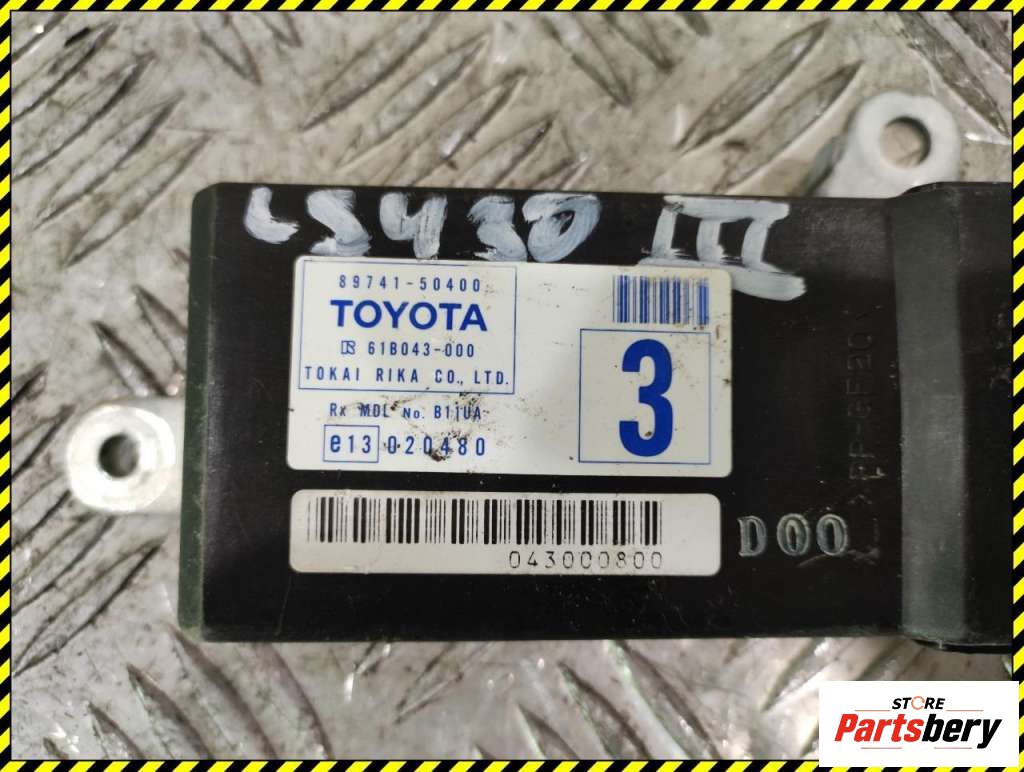 LS430 III
89741-50400
TOYOTA
61B043-000
TOKAI RIKA CO., LTD.
Rx MDL No. B11UA
e13 020480
3
043000800
D00
STORE
Partsbery